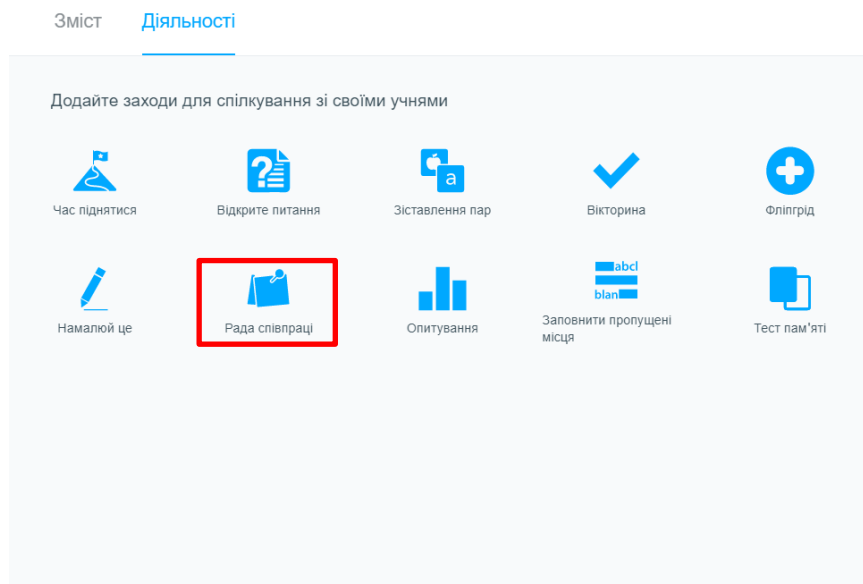 Зміст Діяльності
Додайте заходи для спілкування зі своїми учнями
Час піднятися Відкрите питання Зіставлення пар Вікторина Фліпгрід
a
abcl
blan
Намалюй це Рада співпраці Опитування Заповнити пропущені місця Тест пам'яті